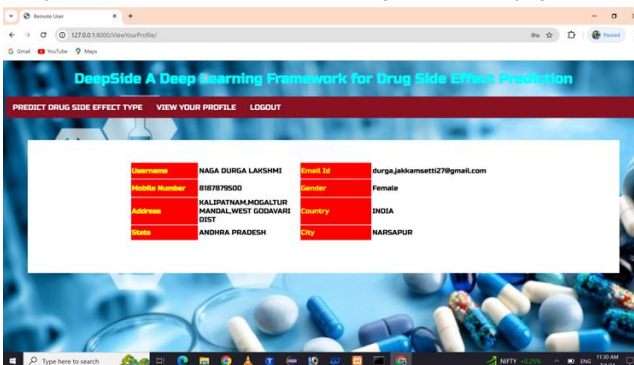 Remote User
127.0.0.1:8000/ViewYourProfile/
Paused
Gmail YouTube Maps
DeepSide A Deep Learning Framework for Drug Side Effect Prediction
PREDICT DRUG SIDE EFFECT TYPE VIEW YOUR PROFILE LOGOUT
Username NAGA DURGA LAKSHMI Email Id durga.jakkamsetti27@gmail.com
Mobile Number 8187879500 Gender Female
Address KALIPATNAM,MOGALTUR
MANDAL,WEST GODAVARI
DIST
Country INDIA
State ANDHRA PRADESH City NARSAPUR
Type here to search
NIFTY +0.25% ENG 11:30 AM